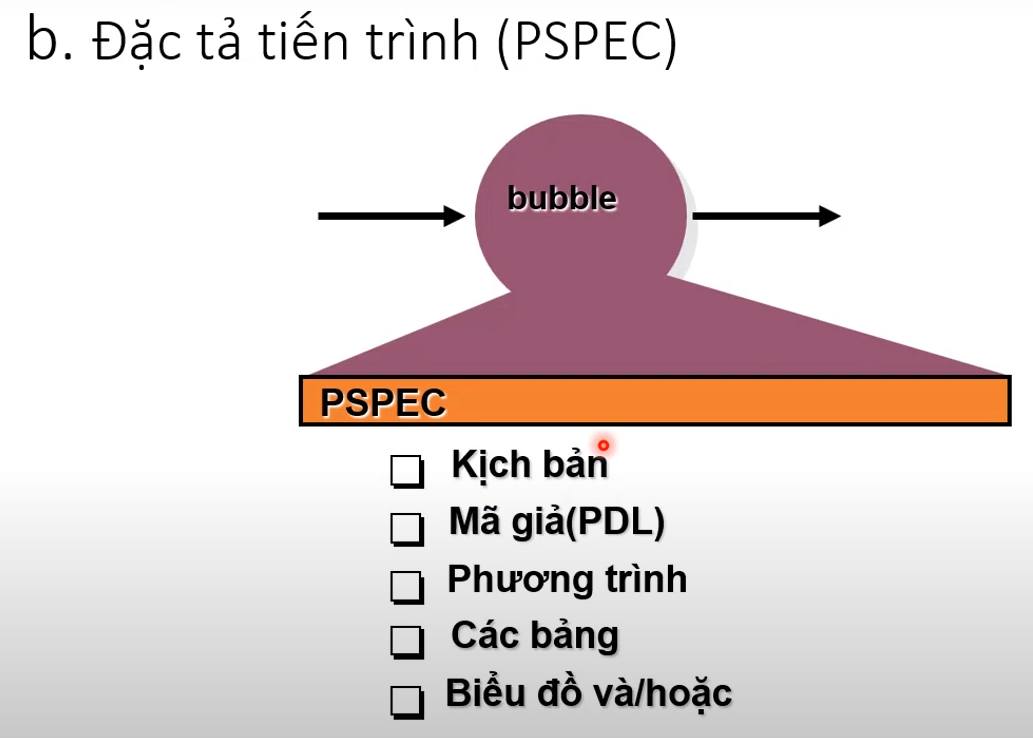 b. Đặc tả tiến trình (PSPEC)
bubble
PSPEC
Kịch bản
Mã giả(PDL)
Phương trình
Các bảng
Biểu đồ và/hoặc